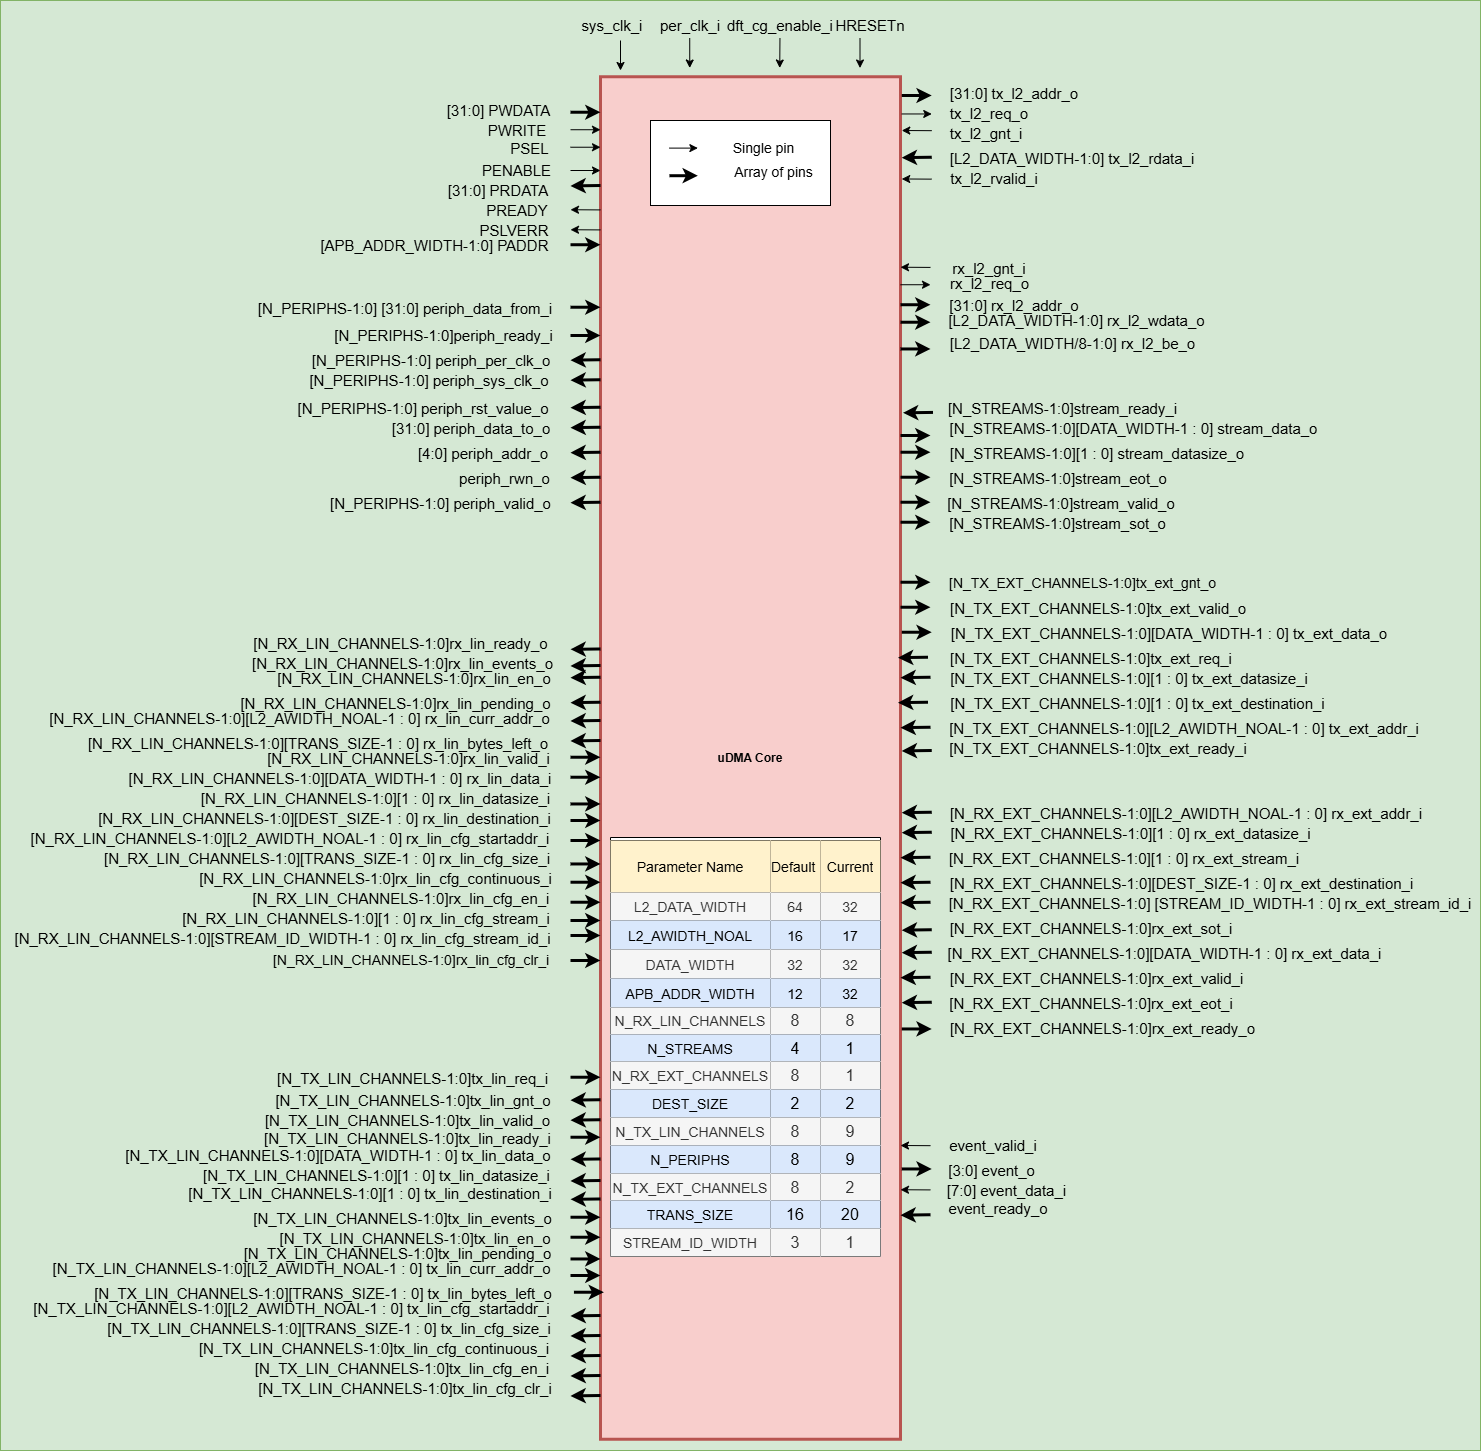 sys_clk_i
per_clk_i
dft_cg_enable_i
HRESETn
[31:0] PWDATA
PWRITE
PSEL
PENABLE
[31:0] PRDATA
PREADY
PSLVERR
[APB_ADDR_WIDTH-1:0] PADDR
[N_PERIPHS-1:0] [31:0] periph_data_from_i
[N_PERIPHS-1:0]periph_ready_i
[N_PERIPHS-1:0] periph_per_clk_o
[N_PERIPHS-1:0] periph_sys_clk_o
[N_PERIPHS-1:0] periph_rst_value_o
[31:0] periph_data_to_o
[4:0] periph_addr_o
periph_rwn_o
[N_PERIPHS-1:0] periph_valid_o
[N_RX_LIN_CHANNELS-1:0]rx_lin_ready_o
[N_RX_LIN_CHANNELS-1:0]rx_lin_events_o
[N_RX_LIN_CHANNELS-1:0]rx_lin_en_o
[N_RX_LIN_CHANNELS-1:0]rx_lin_pending_o
[N_RX_LIN_CHANNELS-1:0][L2_AWIDTH_NOAL-1 : 0] rx_lin_curr_addr_o
[N_RX_LIN_CHANNELS-1:0][TRANS_SIZE-1 : 0] rx_lin_bytes_left_o
[N_RX_LIN_CHANNELS-1:0]rx_lin_valid_i
[N_RX_LIN_CHANNELS-1:0][DATA_WIDTH-1 : 0] rx_lin_data_i
[N_RX_LIN_CHANNELS-1:0][1 : 0] rx_lin_datasize_i
[N_RX_LIN_CHANNELS-1:0][DEST_SIZE-1 : 0] rx_lin_destination_i
[N_RX_LIN_CHANNELS-1:0][L2_AWIDTH_NOAL-1 : 0] rx_lin_cfg_startaddr_i
[N_RX_LIN_CHANNELS-1:0][TRANS_SIZE-1 : 0] rx_lin_cfg_size_i
[N_RX_LIN_CHANNELS-1:0]rx_lin_cfg_continuous_i
[N_RX_LIN_CHANNELS-1:0]rx_lin_cfg_en_i
[N_RX_LIN_CHANNELS-1:0][1 : 0] rx_lin_cfg_stream_i
[N_RX_LIN_CHANNELS-1:0][STREAM_ID_WIDTH-1 : 0] rx_lin_cfg_stream_id_i
[N_RX_LIN_CHANNELS-1:0]rx_lin_cfg_clr_i
[N_TX_LIN_CHANNELS-1:0]tx_lin_req_i
[N_TX_LIN_CHANNELS-1:0]tx_lin_gnt_o
[N_TX_LIN_CHANNELS-1:0]tx_lin_valid_o
[N_TX_LIN_CHANNELS-1:0]tx_lin_ready_i
[N_TX_LIN_CHANNELS-1:0][DATA_WIDTH-1 : 0] tx_lin_data_o
[N_TX_LIN_CHANNELS-1:0][1 : 0] tx_lin_datasize_i
[N_TX_LIN_CHANNELS-1:0][1 : 0] tx_lin_destination_i
[N_TX_LIN_CHANNELS-1:0]tx_lin_events_o
[N_TX_LIN_CHANNELS-1:0]tx_lin_en_o
[N_TX_LIN_CHANNELS-1:0]tx_lin_pending_o
[N_TX_LIN_CHANNELS-1:0][L2_AWIDTH_NOAL-1 : 0] tx_lin_curr_addr_o
[N_TX_LIN_CHANNELS-1:0][TRANS_SIZE-1 : 0] tx_lin_bytes_left_o
[N_TX_LIN_CHANNELS-1:0][L2_AWIDTH_NOAL-1 : 0] tx_lin_cfg_startaddr_i
[N_TX_LIN_CHANNELS-1:0][TRANS_SIZE-1 : 0] tx_lin_cfg_size_i
[N_TX_LIN_CHANNELS-1:0]tx_lin_cfg_continuous_i
[N_TX_LIN_CHANNELS-1:0]tx_lin_cfg_en_i
[N_TX_LIN_CHANNELS-1:0]tx_lin_cfg_clr_i
Single pin
Array of pins
uDMA Core
Parameter Name Default Current
L2_DATA_WIDTH 64 32
L2_AWIDTH_NOAL 16 17
DATA_WIDTH 32 32
APB_ADDR_WIDTH 12 32
N_RX_LIN_CHANNELS 8 8
N_STREAMS 4 1
N_RX_EXT_CHANNELS 8 1
DEST_SIZE 2 2
N_TX_LIN_CHANNELS 8 9
N_PERIPHS 8 9
N_TX_EXT_CHANNELS 8 2
TRANS_SIZE 16 20
STREAM_ID_WIDTH 3 1
[31:0] tx_l2_addr_o
tx_l2_req_o
tx_l2_gnt_i
[L2_DATA_WIDTH-1:0] tx_l2_rdata_i
tx_l2_rvalid_i
rx_l2_gnt_i
rx_l2_req_o
[31:0] rx_l2_addr_o
[L2_DATA_WIDTH-1:0] rx_l2_wdata_o
[L2_DATA_WIDTH/8-1:0] rx_l2_be_o
[N_STREAMS-1:0]stream_ready_i
[N_STREAMS-1:0][DATA_WIDTH-1 : 0] stream_data_o
[N_STREAMS-1:0][1 : 0] stream_datasize_o
[N_STREAMS-1:0]stream_eot_o
[N_STREAMS-1:0]stream_valid_o
[N_STREAMS-1:0]stream_sot_o
[N_TX_EXT_CHANNELS-1:0]tx_ext_gnt_o
[N_TX_EXT_CHANNELS-1:0]tx_ext_valid_o
[N_TX_EXT_CHANNELS-1:0][DATA_WIDTH-1 : 0] tx_ext_data_o
[N_TX_EXT_CHANNELS-1:0]tx_ext_req_i
[N_TX_EXT_CHANNELS-1:0][1 : 0] tx_ext_datasize_i
[N_TX_EXT_CHANNELS-1:0][1 : 0] tx_ext_destination_i
[N_TX_EXT_CHANNELS-1:0][L2_AWIDTH_NOAL-1 : 0] tx_ext_addr_i
[N_TX_EXT_CHANNELS-1:0]tx_ext_ready_i
[N_RX_EXT_CHANNELS-1:0][L2_AWIDTH_NOAL-1 : 0] rx_ext_addr_i
[N_RX_EXT_CHANNELS-1:0][1 : 0] rx_ext_datasize_i
[N_RX_EXT_CHANNELS-1:0][1 : 0] rx_ext_stream_i
[N_RX_EXT_CHANNELS-1:0][DEST_SIZE-1 : 0] rx_ext_destination_i
[N_RX_EXT_CHANNELS-1:0] [STREAM_ID_WIDTH-1 : 0] rx_ext_stream_id_i
[N_RX_EXT_CHANNELS-1:0]rx_ext_sot_i
[N_RX_EXT_CHANNELS-1:0][DATA_WIDTH-1 : 0] rx_ext_data_i
[N_RX_EXT_CHANNELS-1:0]rx_ext_valid_i
[N_RX_EXT_CHANNELS-1:0]rx_ext_eot_i
[N_RX_EXT_CHANNELS-1:0]rx_ext_ready_o
event_valid_i
[3:0] event_o
[7:0] event_data_i
event_ready_o